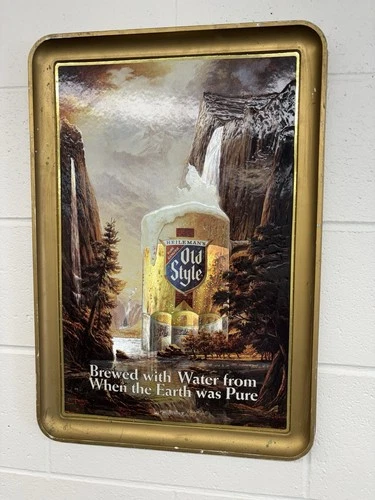 HEILEMAN'S
Old
Style
Brewed with Water from
When the Earth was Pure